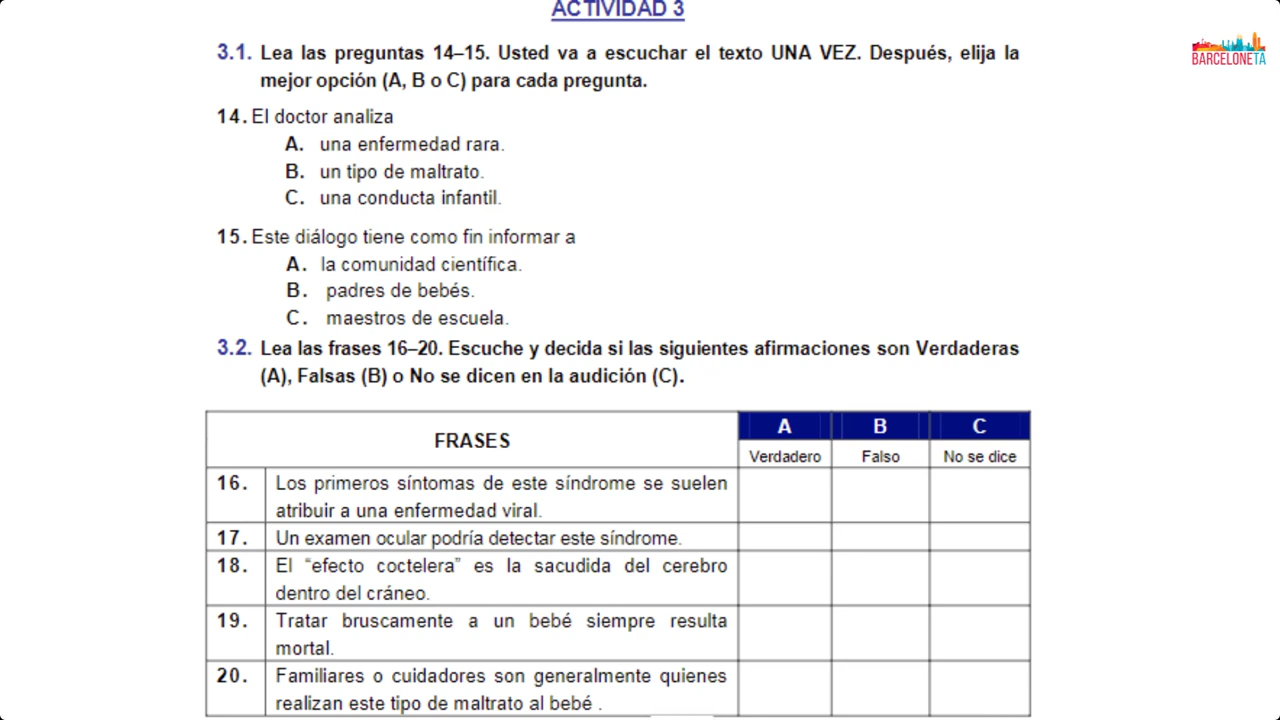 ACTIVIDAD 3
BARCELONETA
3.1. Lea las preguntas 14–15. Usted va a escuchar el texto UNA VEZ. Después, elija la
mejor opción (A, B o C) para cada pregunta.
14. El doctor analiza
A. una enfermedad rara.
B. un tipo de maltrato.
C. una conducta infantil.
15. Este diálogo tiene como fin informar a
A. la comunidad científica.
B. padres de bebés.
C. maestros de escuela.
3.2. Lea las frases 16–20. Escuche y decida si las siguientes afirmaciones son Verdaderas
(A), Falsas (B) o No se dicen en la audición (C).
FRASES A B C
Verdadero Falso No se dice
16. Los primeros síntomas de este síndrome se suelen
atribuir a una enfermedad viral.
17. Un examen ocular podría detectar este síndrome.
18. El “efecto coctelera” es la sacudida del cerebro
dentro del cráneo.
19. Tratar bruscamente a un bebé siempre resulta
mortal.
20. Familiares o cuidadores son generalmente quienes
realizan este tipo de maltrato al bebé .